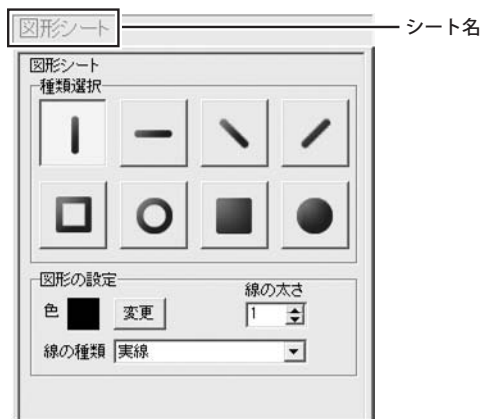 図形シート
シート名
図形シート
種類選択
図形の設定
色
変更
線の太さ
1
線の種類
実線